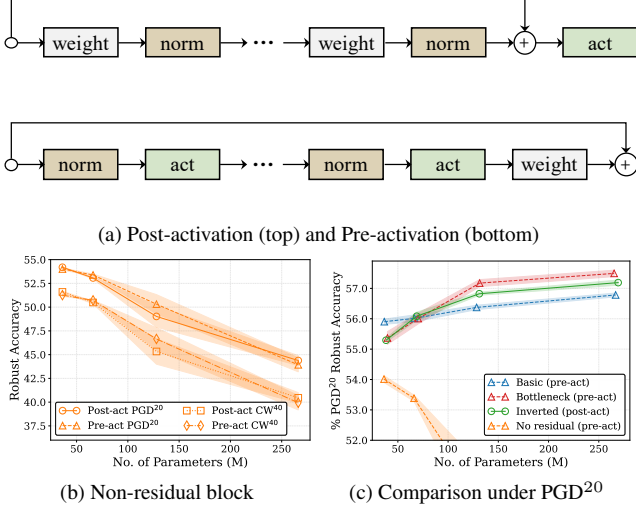 weight norm ··· weight norm + act
norm act ··· norm act weight +
(a) Post-activation (top) and Pre-activation (bottom)
Robust Accuracy
55.0
52.5
50.0
47.5
45.0
42.5
40.0
37.5
50 100 150 200 250
No. of Parameters (M)
Post-act PGD²⁰
Pre-act PGD²⁰
Post-act CW⁴⁰
Pre-act CW⁴⁰
(b) Non-residual block
% PGD²⁰ Robust Accuracy
57.0
56.0
55.0
54.0
53.0
52.0
50 100 150 200 250
No. of Parameters (M)
Basic (pre-act)
Bottleneck (pre-act)
Inverted (post-act)
No residual (pre-act)
(c) Comparison under PGD²⁰